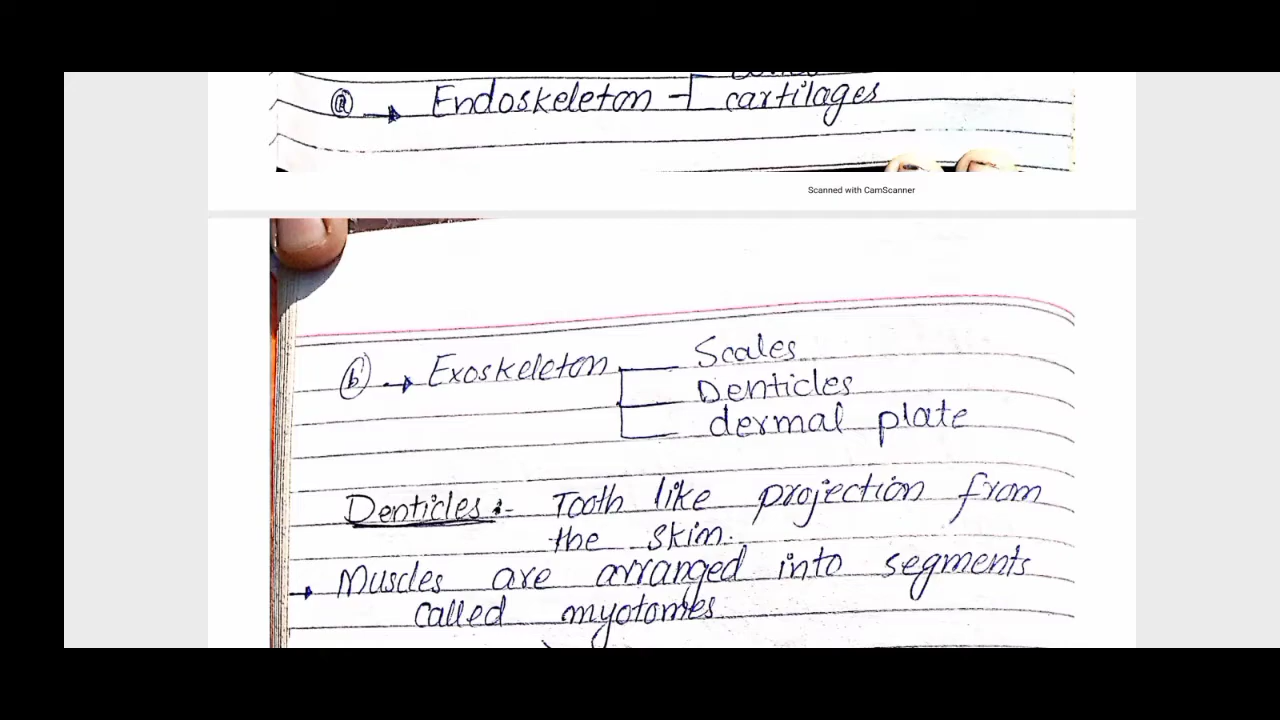 (a) → Endoskeleton - cartilages
Scanned with CamScanner
(b) → Exoskeleton Scales
Denticles
dermal plate
Denticles :- Tooth like projection from
the skin.
→ Muscles are arranged into segments
called myotomes